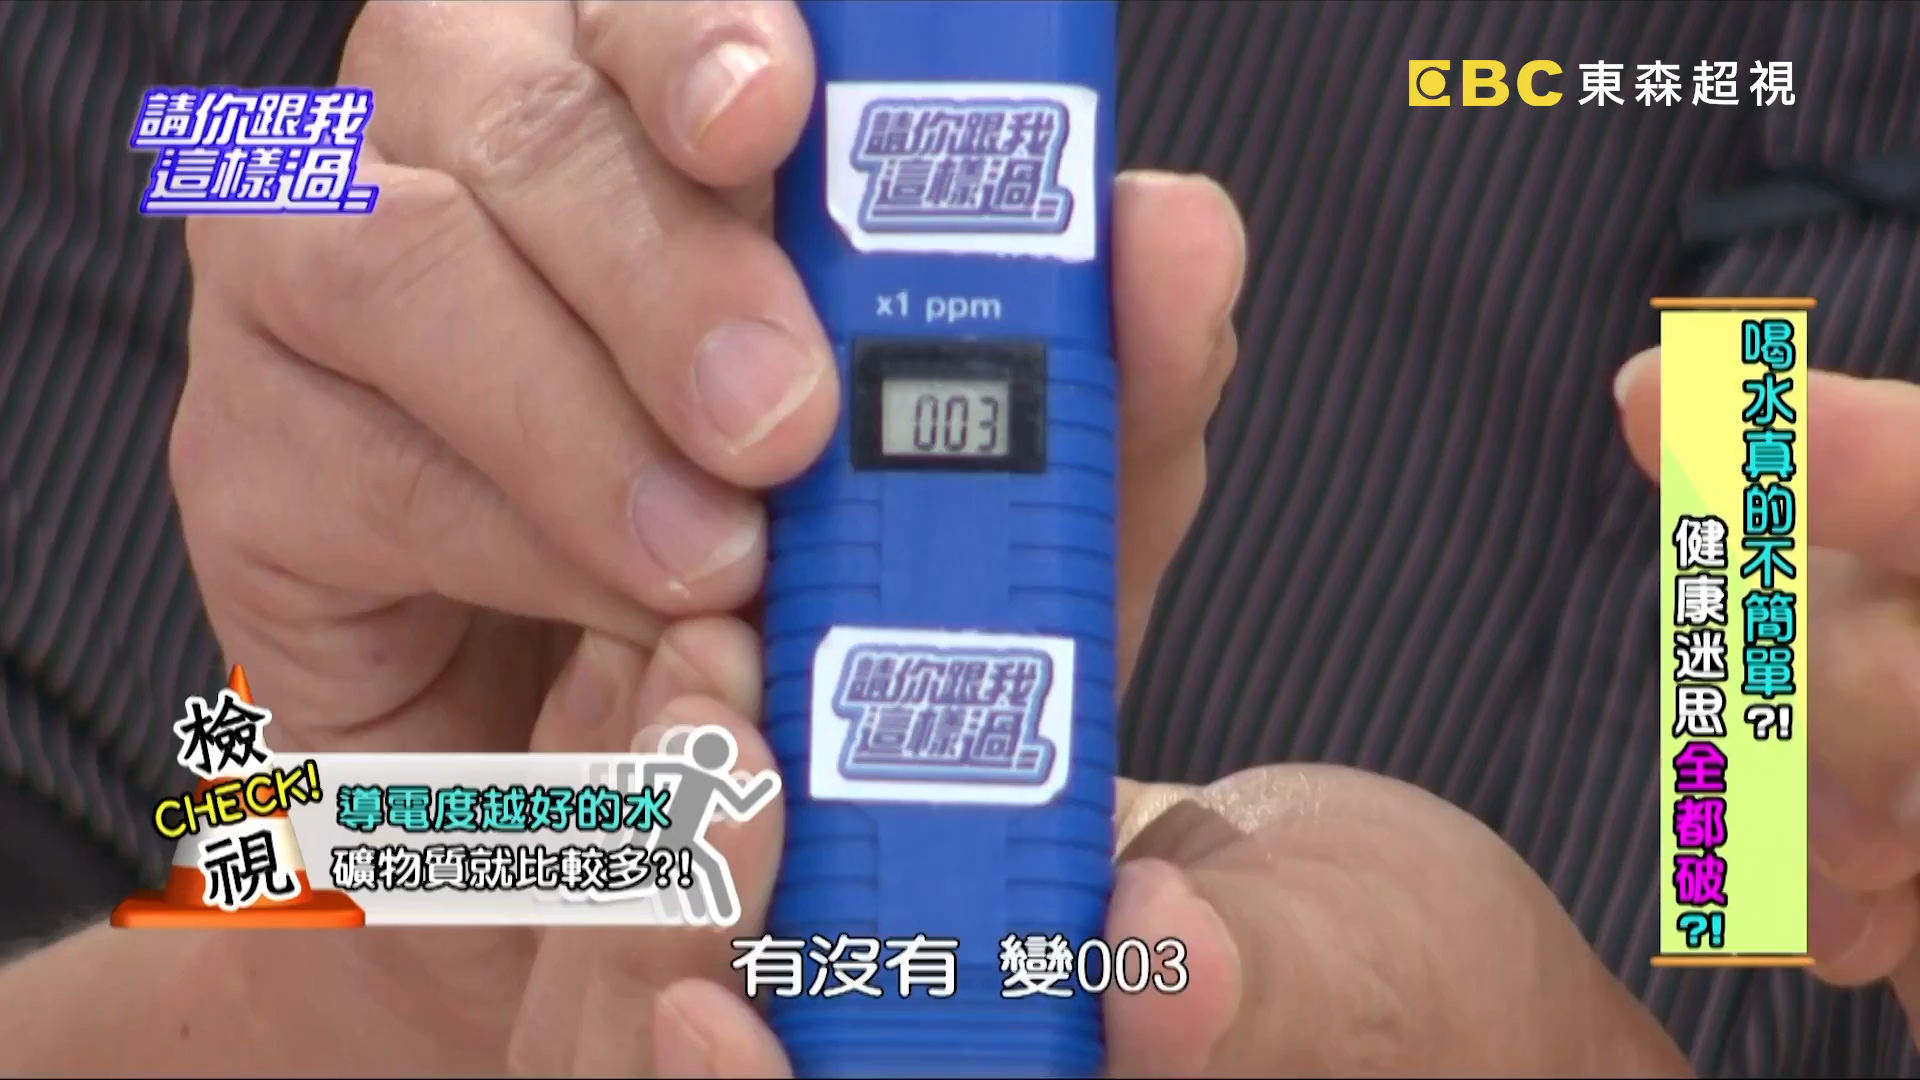 請你跟我
這樣過
EBC 東森超視
請你跟我
這樣過
x1 ppm
003
請你跟我
這樣過
喝水真的不簡單?!
健康迷思全都破?!
檢
CHECK!
視
導電度越好的水
礦物質就比較多?!
有沒有 變003